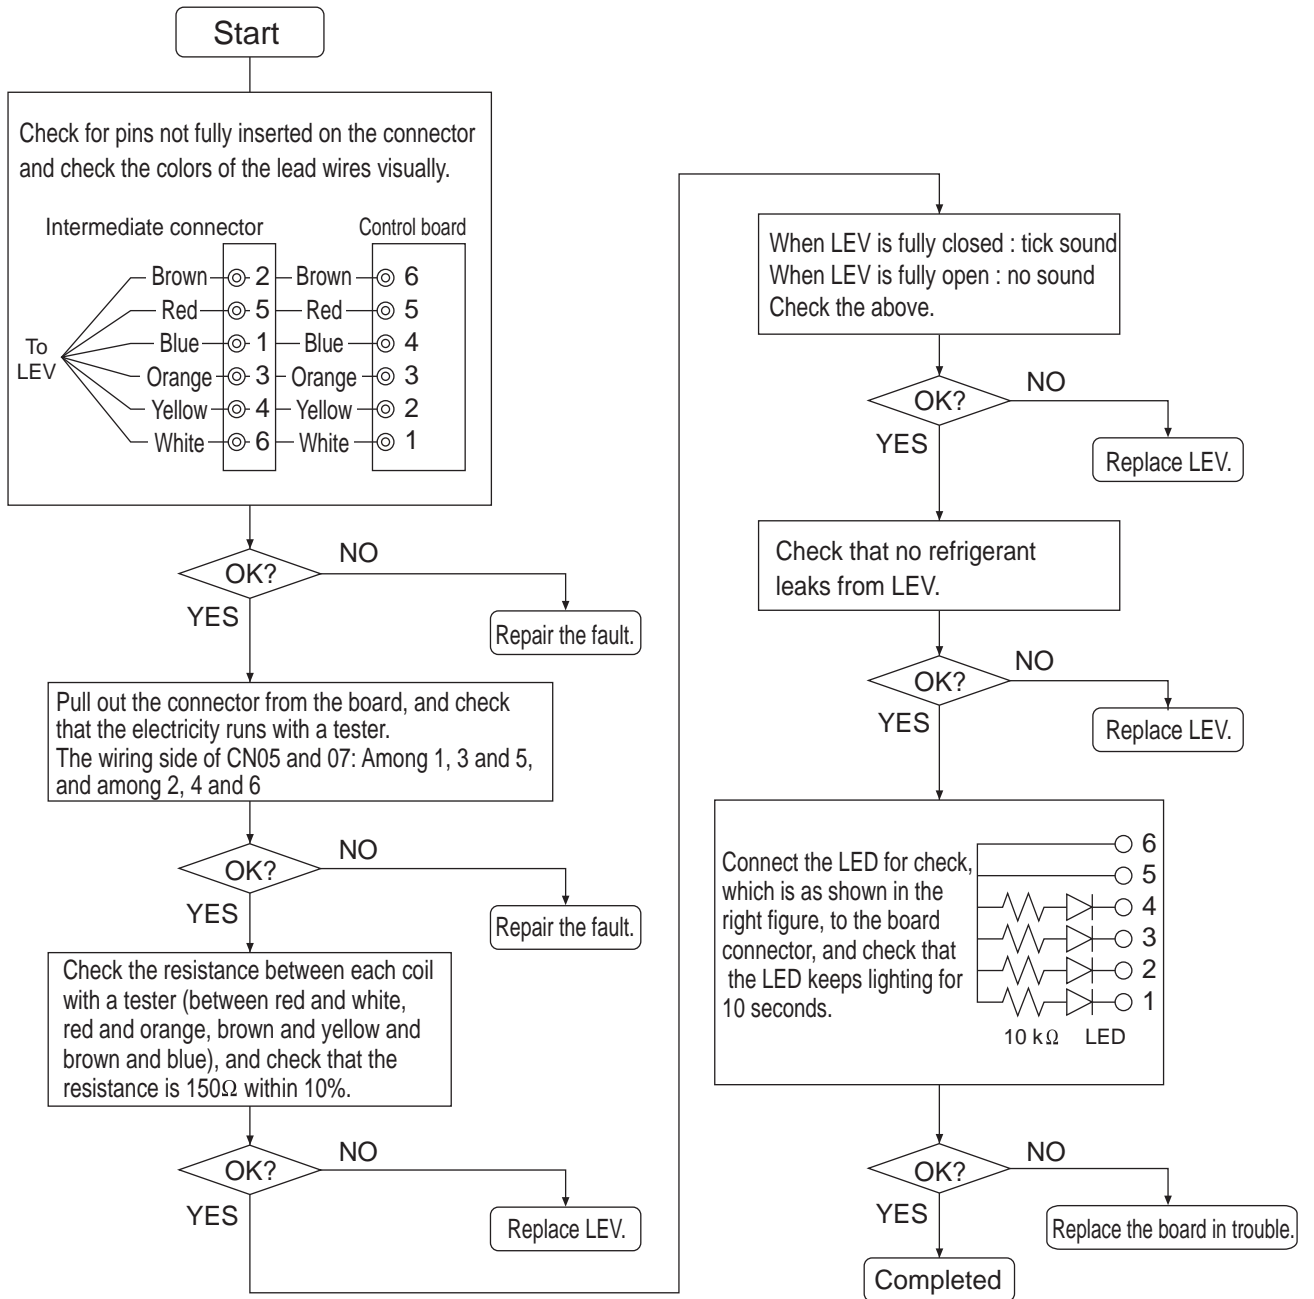 Start
Check for pins not fully inserted on the connector
and check the colors of the lead wires visually.
Intermediate connector Control board
Brown 2 Brown 6
Red 5 Red 5
Blue 1 Blue 4
To
LEV
Orange 3 Orange 3
Yellow 4 Yellow 2
White 6 White 1
OK?
NO
YES
Repair the fault.
Pull out the connector from the board, and check
that the electricity runs with a tester.
The wiring side of CN05 and 07: Among 1, 3 and 5,
and among 2, 4 and 6
OK?
NO
YES
Repair the fault.
Check the resistance between each coil
with a tester (between red and white,
red and orange, brown and yellow and
brown and blue), and check that the
resistance is 150Ω within 10%.
OK?
NO
YES
Replace LEV.
When LEV is fully closed : tick sound
When LEV is fully open : no sound
Check the above.
OK?
NO
YES
Replace LEV.
Check that no refrigerant
leaks from LEV.
OK?
NO
YES
Replace LEV.
Connect the LED for check,
which is as shown in the
right figure, to the board
connector, and check that
the LED keeps lighting for
10 seconds.
6
5
4
3
2
1
10 kΩ LED
OK?
NO
YES
Replace the board in trouble.
Completed